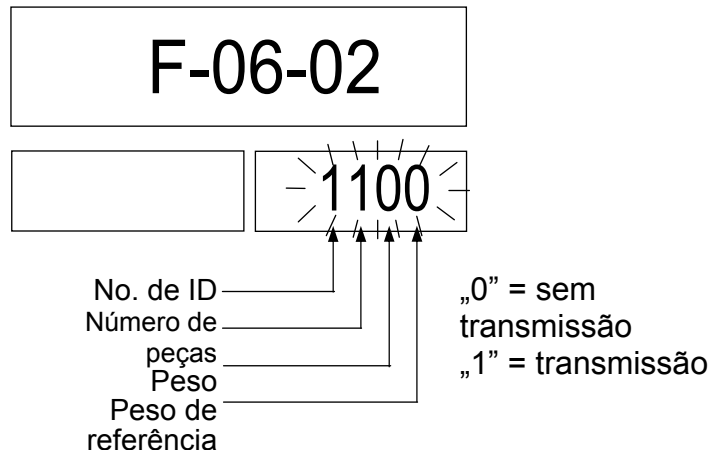 F-06-02
1100
No. de ID
Número de
peças
Peso
Peso de
referência
„0” = sem
transmissão
„1” = transmissão